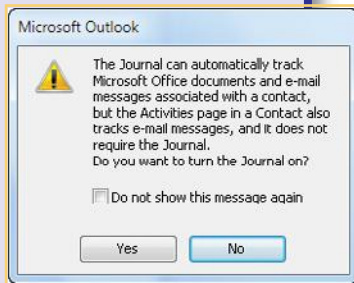 Microsoft Outlook
The Journal can automatically track
Microsoft Office documents and e-mail
messages associated with a contact,
but the Activities page in a Contact also
tracks e-mail messages, and it does not
require the Journal.
Do you want to turn the Journal on?
Do not show this message again
Yes
No